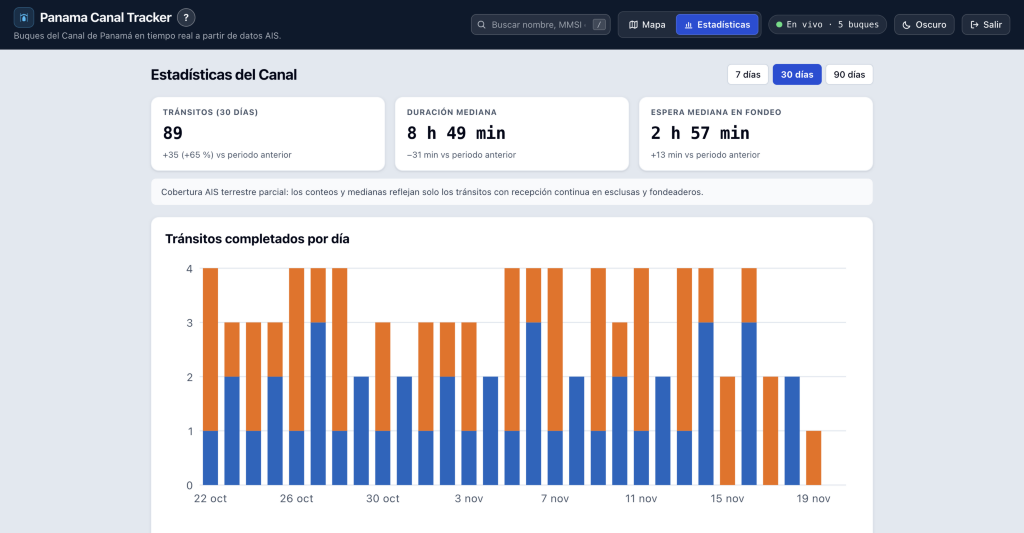 Panama Canal Tracker ?
Buques del Canal de Panamá en tiempo real a partir de datos AIS.
Buscar nombre, MMSI /
Mapa
Estadísticas
En vivo · 5 buques
Oscuro
Salir
Estadísticas del Canal
7 días
30 días
90 días
TRÁNSITOS (30 DÍAS)
89
+35 (+65 %) vs periodo anterior
DURACIÓN MEDIANA
8 h 49 min
−31 min vs periodo anterior
ESPERA MEDIANA EN FONDEO
2 h 57 min
+13 min vs periodo anterior
Cobertura AIS terrestre parcial: los conteos y medianas reflejan solo los tránsitos con recepción continua en esclusas y fondeaderos.
Tránsitos completados por día
4
3
2
1
0
22 oct 26 oct 30 oct 3 nov 7 nov 11 nov 15 nov 19 nov